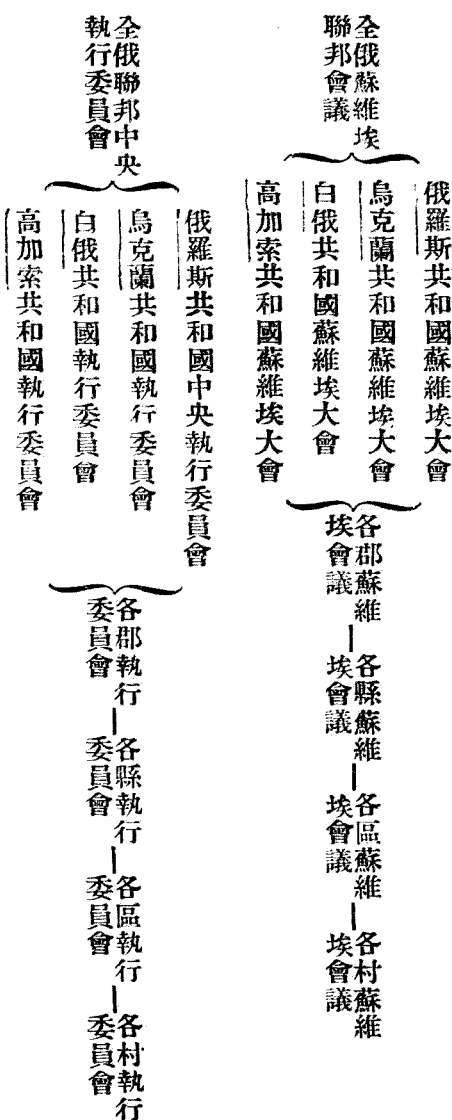 全俄蘇維埃
聯邦會議
俄羅斯共和國蘇維埃大會
烏克蘭共和國蘇維埃大會
白俄共和國蘇維埃大會
高加索共和國蘇維埃大會
各郡蘇維
埃會議
各縣蘇維
埃會議
各區蘇維
埃會議
各村蘇維
埃會議
全俄聯邦中央
執行委員會
俄羅斯共和國中央執行委員會
烏克蘭共和國執行委員會
白俄共和國執行委員會
高加索共和國執行委員會
各郡執行
委員會
各縣執行
委員會
各區執行
委員會
各村執行
委員會